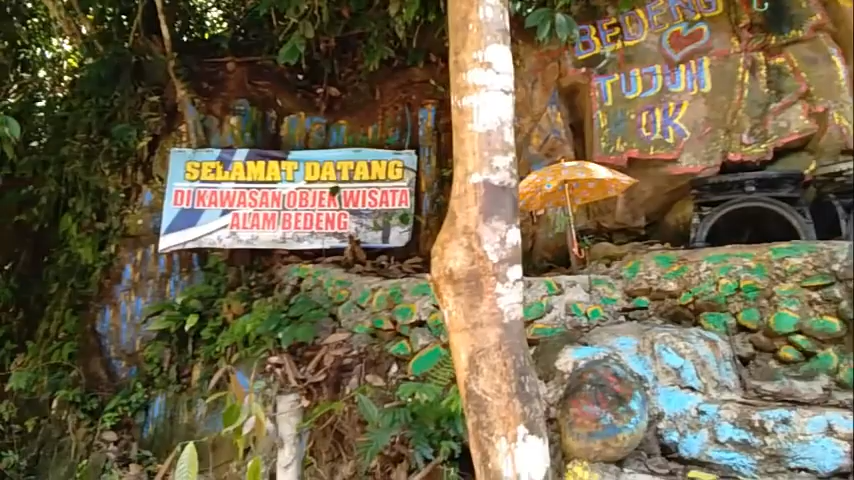 SELAMAT DATANG
DI KAWASAN OBJEK WISATA
ALAM BEDENG
BEDENG
TUJUH
OK